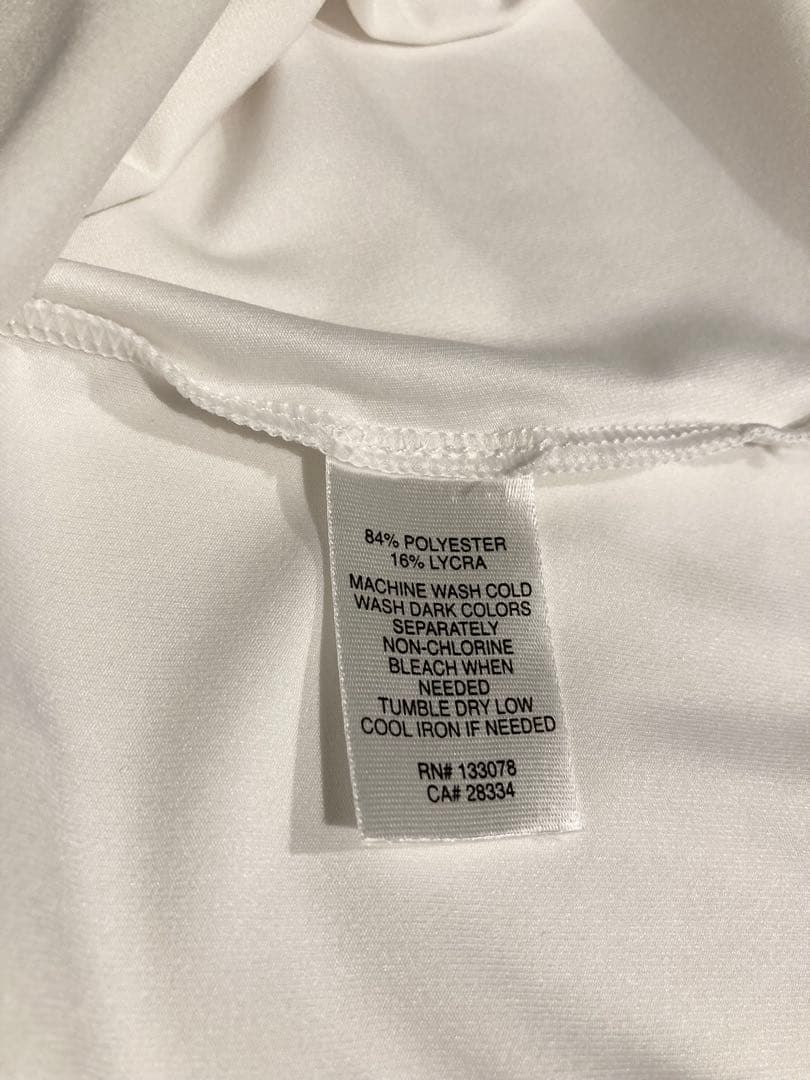 84% POLYESTER
16% LYCRA
MACHINE WASH COLD
WASH DARK COLORS
SEPARATELY
NON-CHLORINE
BLEACH WHEN
NEEDED
TUMBLE DRY LOW
COOL IRON IF NEEDED
RN# 133078
CA# 28334